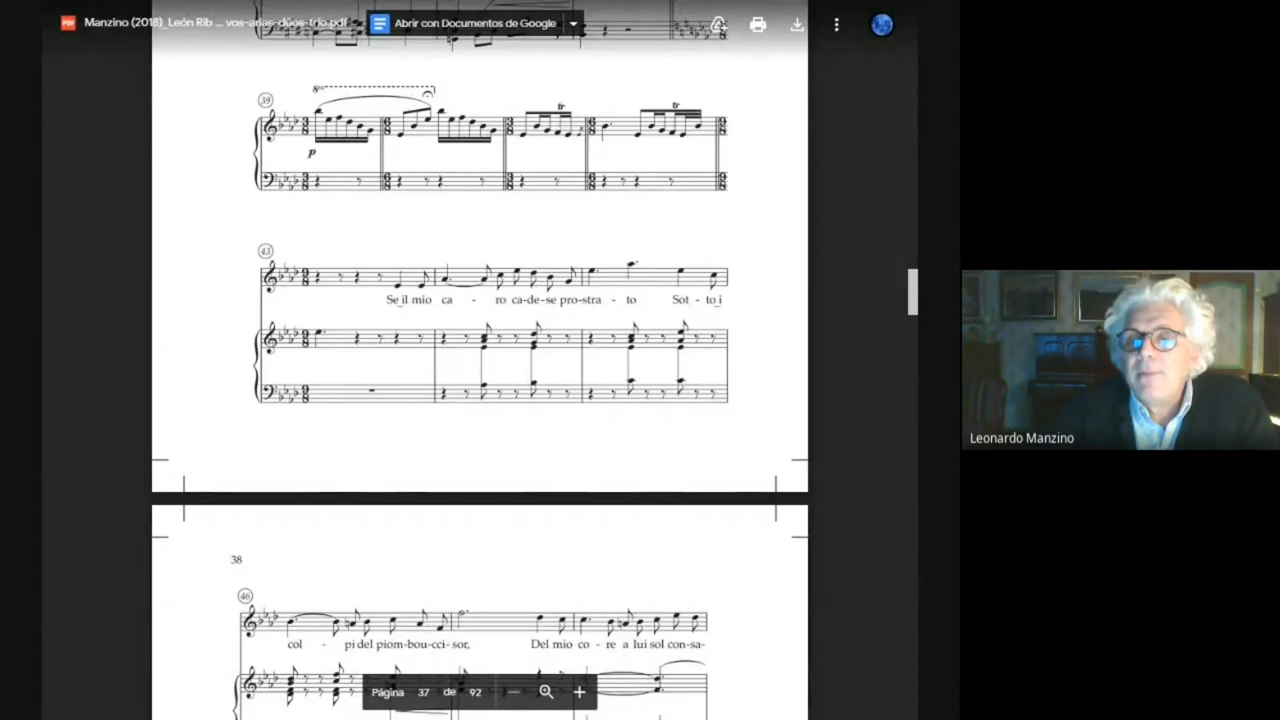 Manzino (2018)_León Rib ... vos-arias-dúos-trío.pdf
Abrir con Documentos de Google
39
8va
tr
tr
p
43
Se il mio ca - ro ca-de-se pro-stra - to Sot - to i
Leonardo Manzino
38
46
col - pi del piom-bou-cci-sor, Del mio co - re a lui sol con-sa-
Página 37 de 92